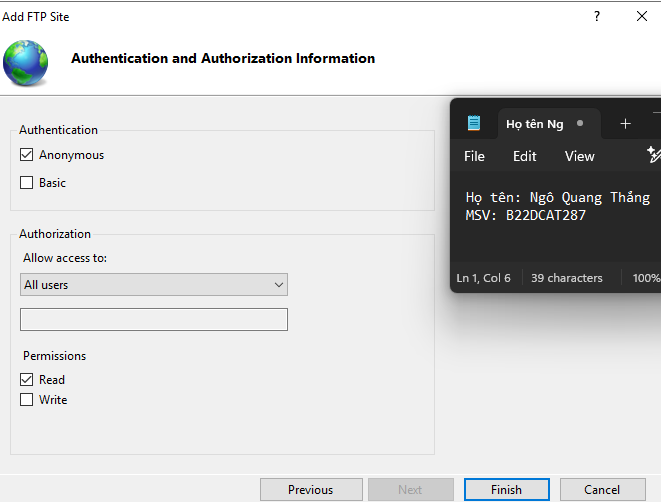 Add FTP Site
?
Authentication and Authorization Information
Authentication
Anonymous
Basic
Authorization
Allow access to:
All users
Permissions
Read
Write
Previous
Next
Finish
Cancel
Họ tên Ng
File
Edit
View
Họ tên: Ngô Quang Thắng
MSV: B22DCAT287
Ln 1, Col 6
39 characters
100%